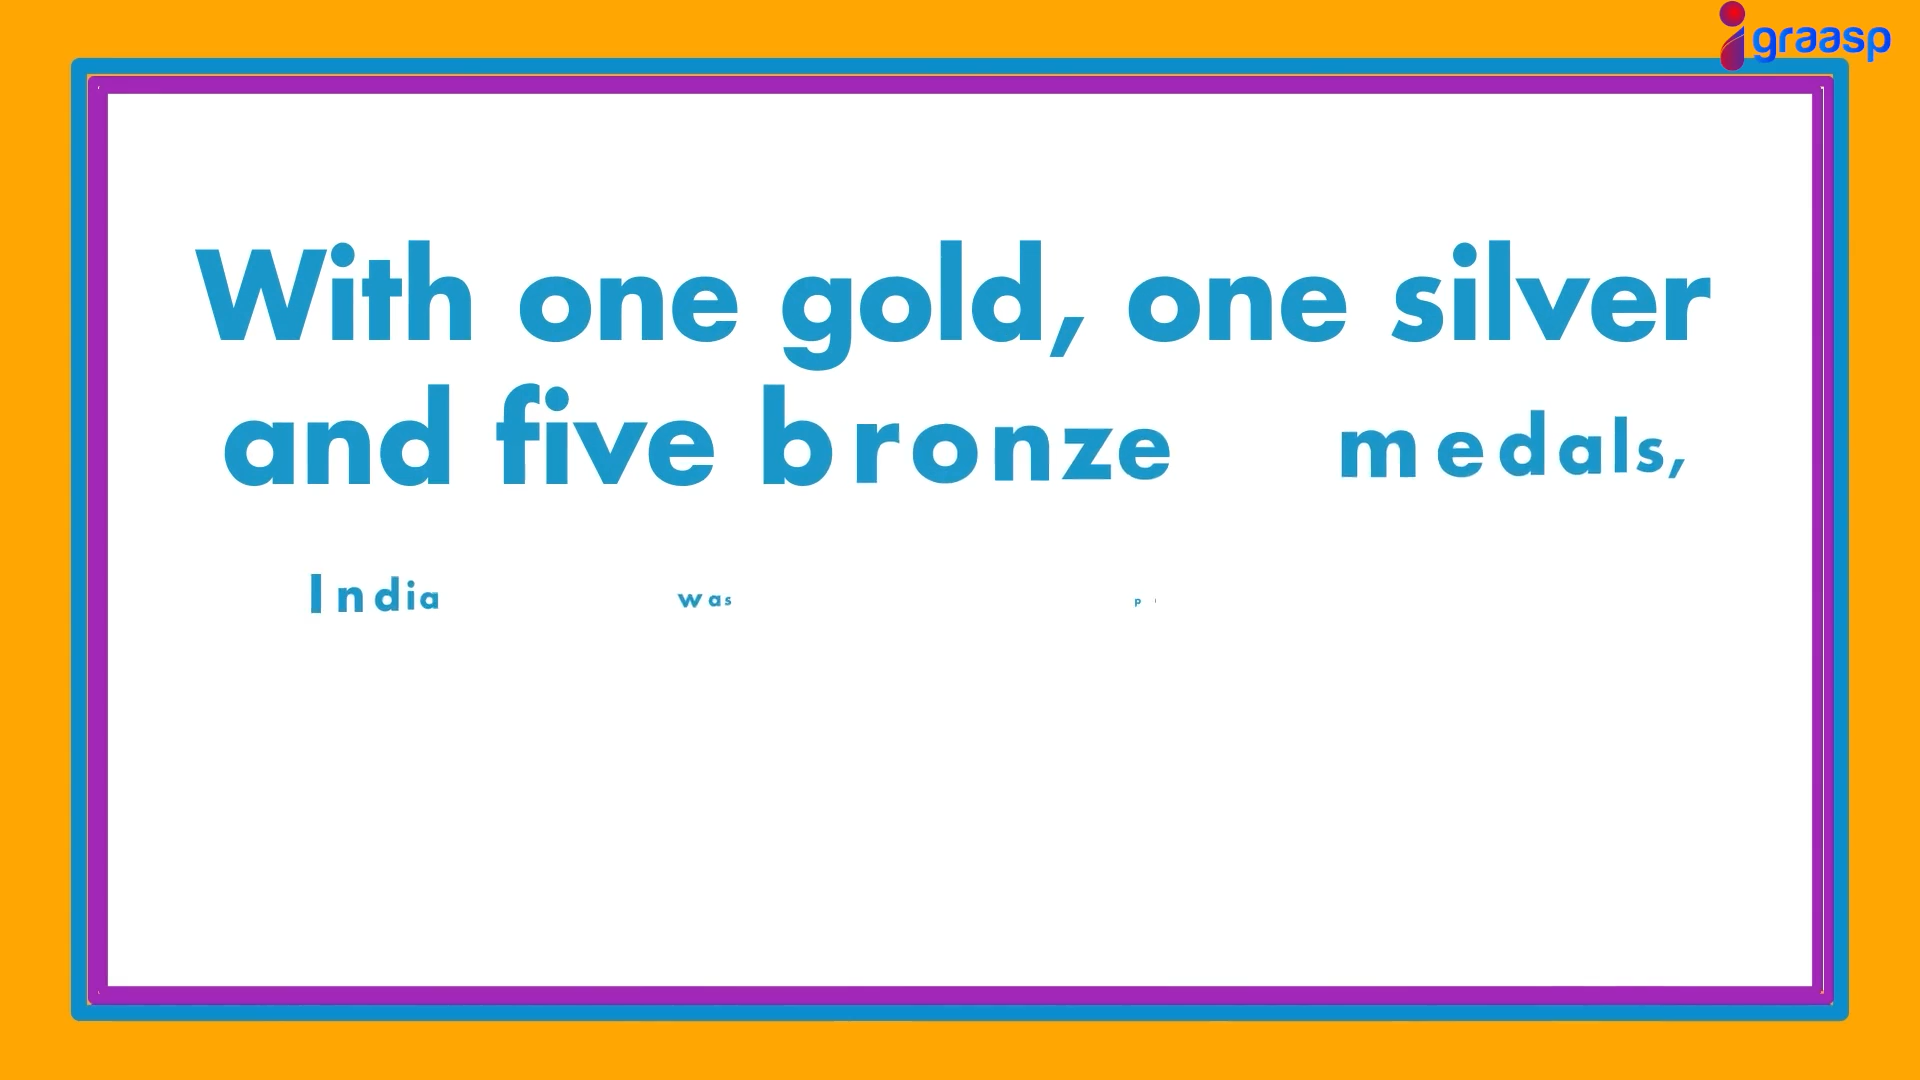 igraasp
With one gold, one silver
and five bronze medals,
India was